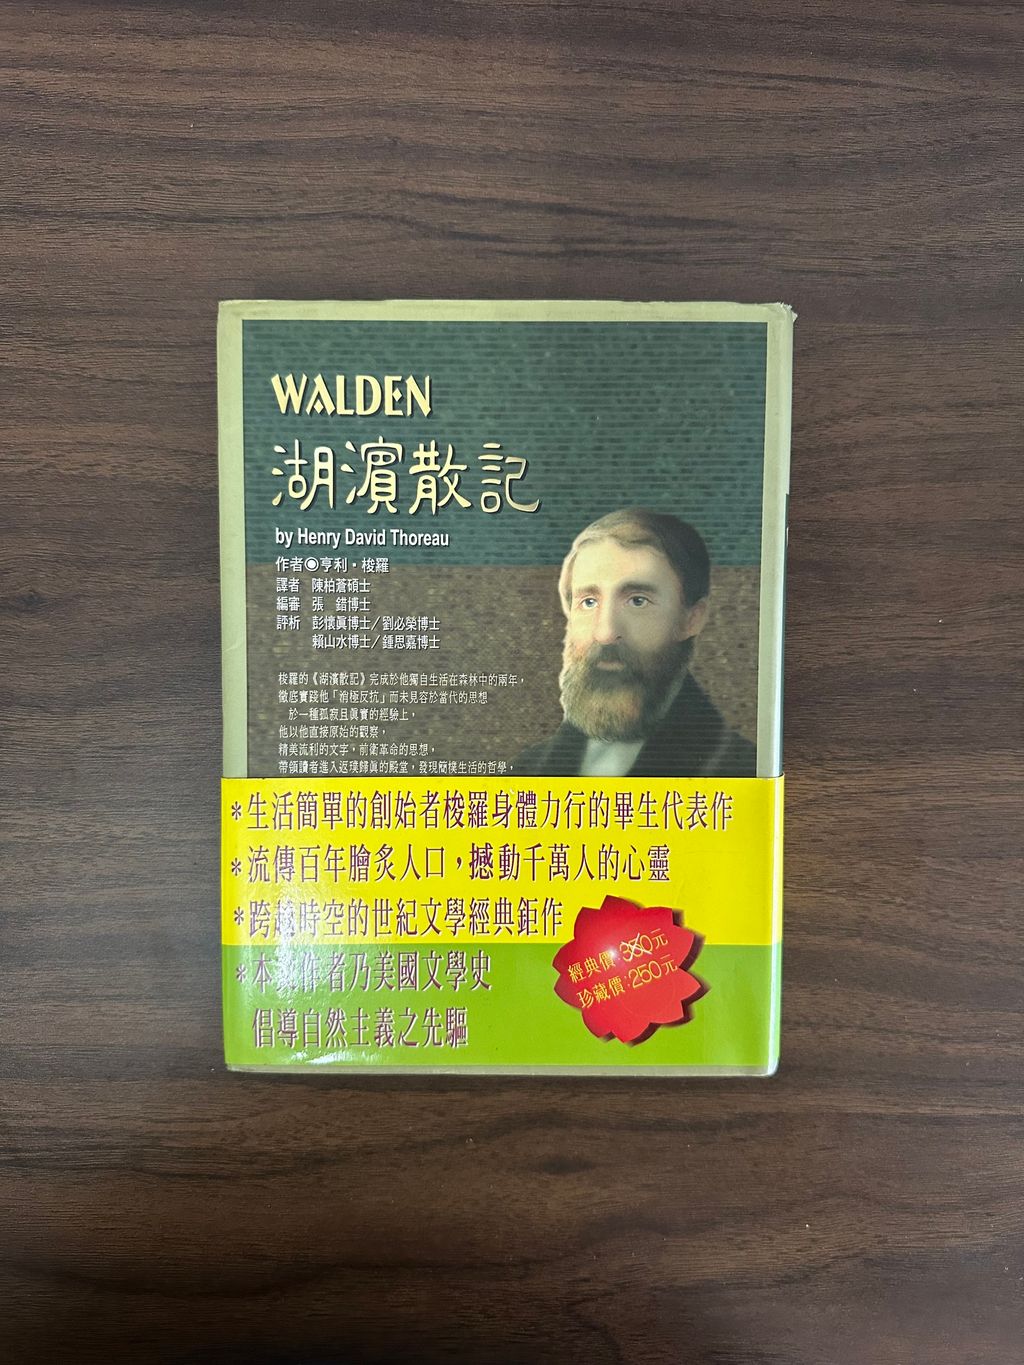 WALDEN
湖濱散記
by Henry David Thoreau
作者◉亨利·梭羅
譯者 陳柏蒼碩士
編審 張 錯博士
評析 彭懷眞博士／劉必榮博士
賴山水博士／鍾思嘉博士
梭羅的《湖濱散記》完成於他獨自生活在森林中的兩年，
徹底實踐他「消極反抗」而未見容於當代的思想
於一種孤寂且眞實的經驗上，
他以他直接原始的觀察，
精美流利的文字，前衛革命的思想，
帶領讀者進入返璞歸眞的殿堂，發現簡樸生活的哲學，
*生活簡單的創始者梭羅身體力行的畢生代表作
*流傳百年膾炙人口，撼動千萬人的心靈
*跨越時空的世紀文學經典鉅作
*本書作者乃美國文學史
倡導自然主義之先驅
經典價:350元
珍藏價:250元